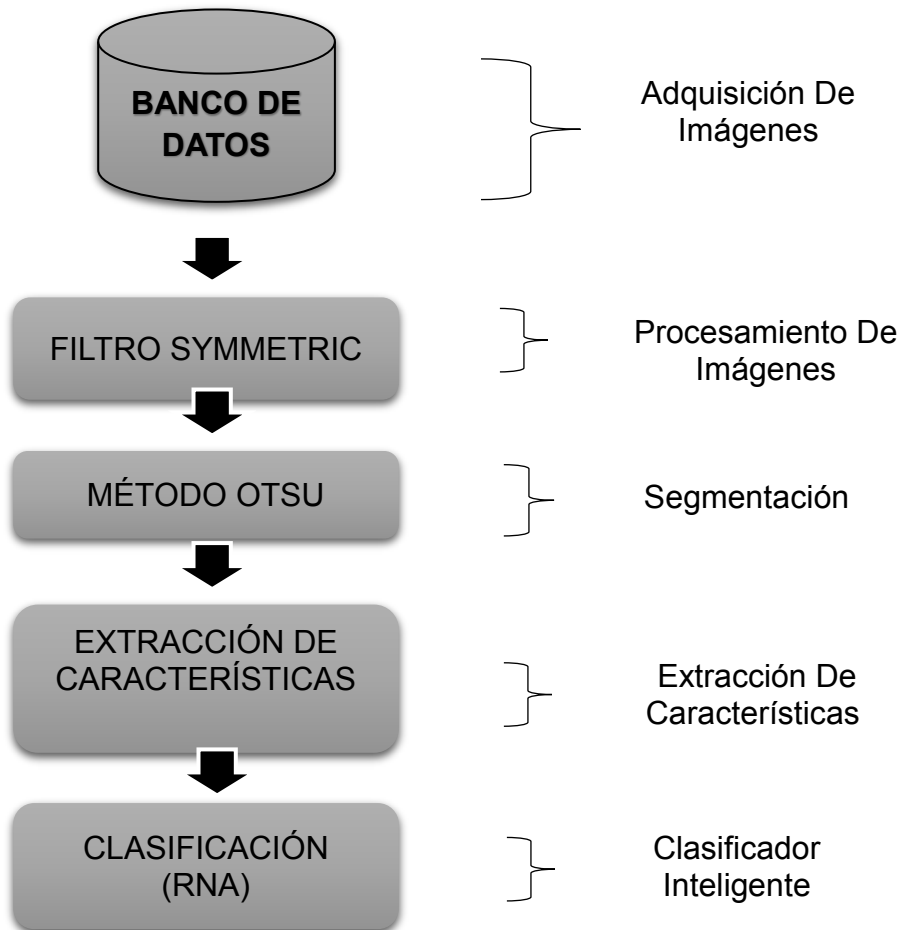 BANCO DE
DATOS
Adquisición De
Imágenes
FILTRO SYMMETRIC
Procesamiento De
Imágenes
MÉTODO OTSU
Segmentación
EXTRACCIÓN DE
CARACTERÍSTICAS
Extracción De
Características
CLASIFICACIÓN
(RNA)
Clasificador
Inteligente